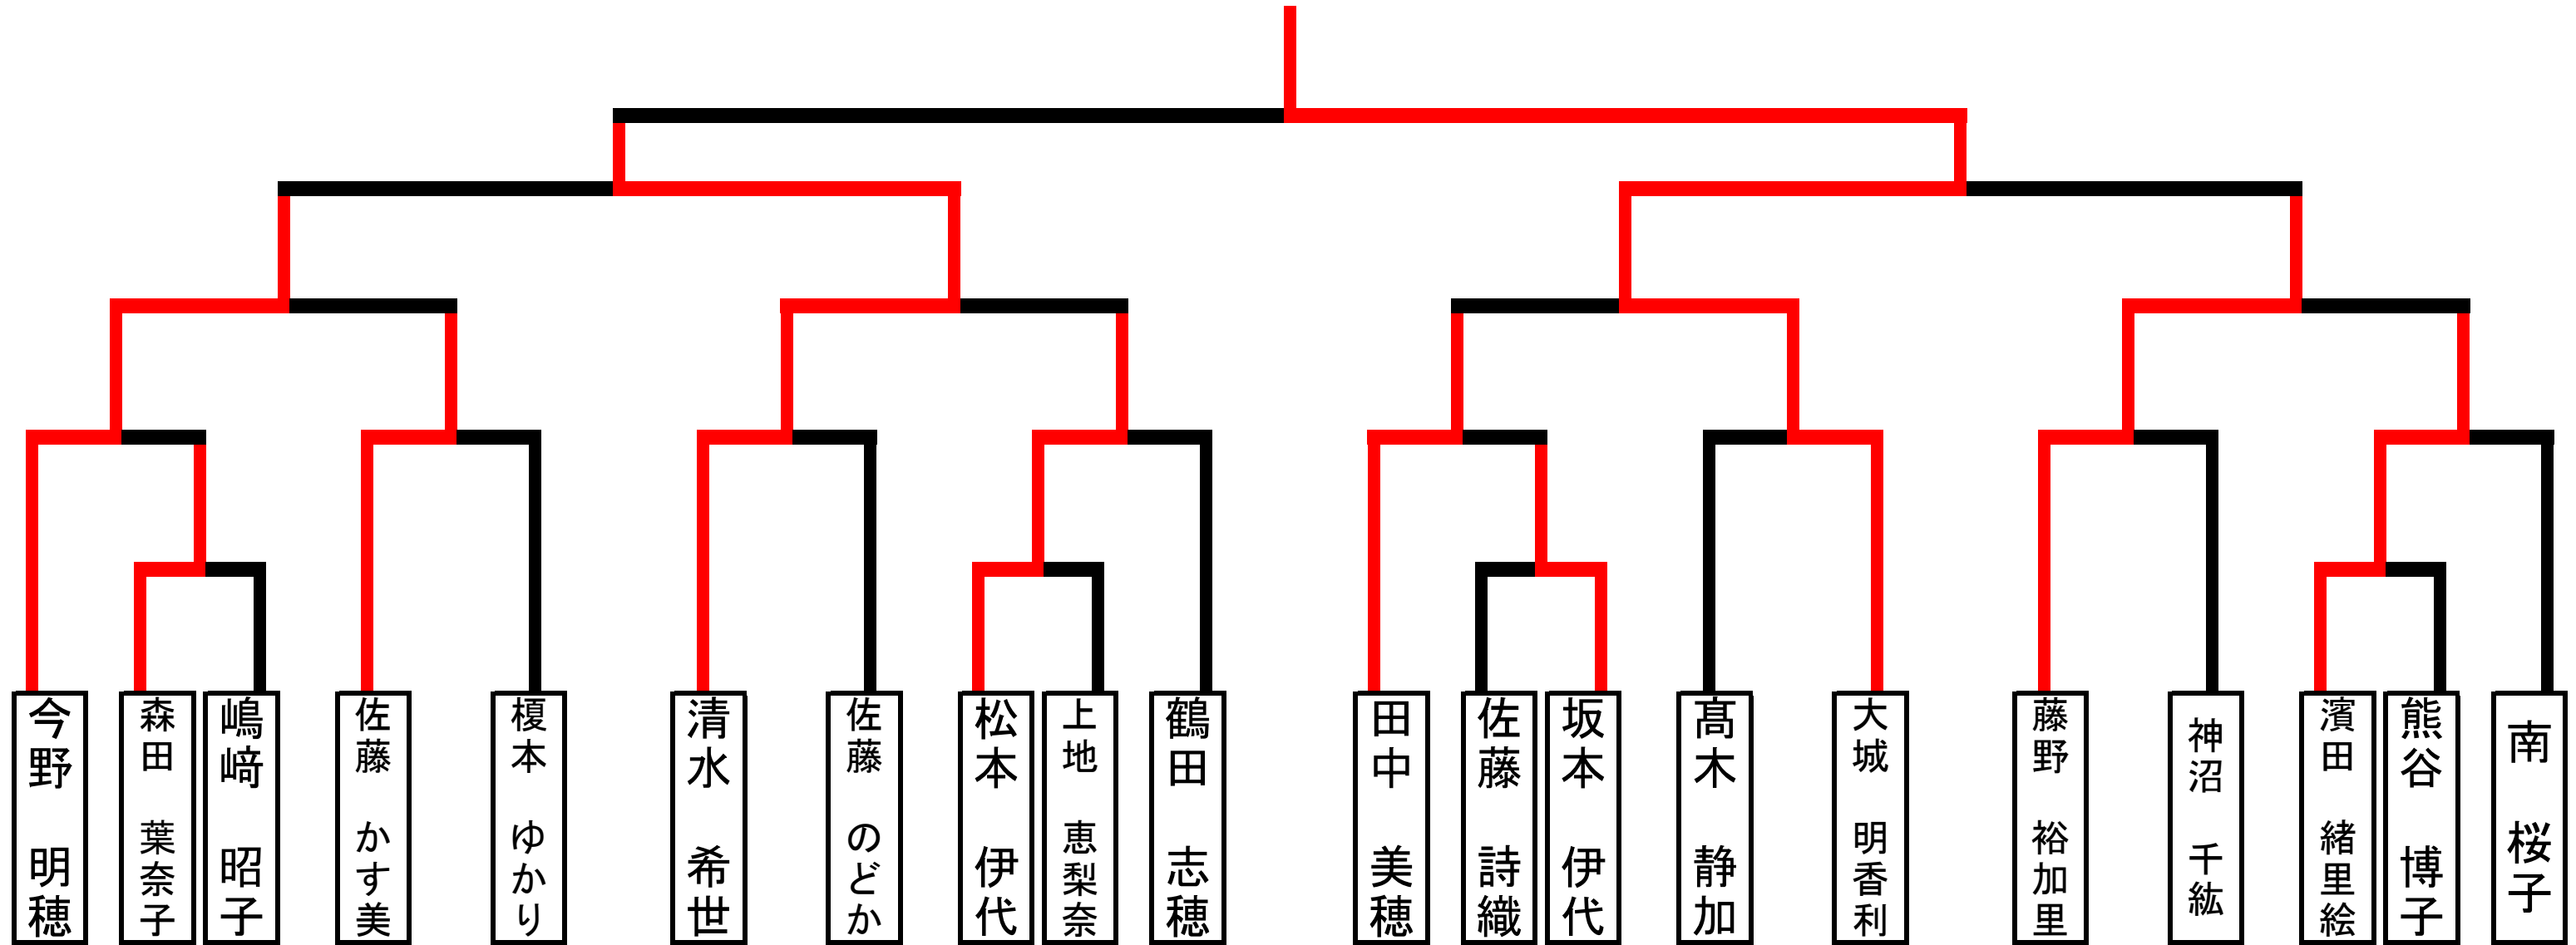 今野 明穂
森田 葉奈子
嶋﨑 昭子
佐藤 かす美
榎本 ゆかり
清水 希世
佐藤 のどか
松本 伊代
上地 恵梨奈
鶴田 志穂
田中 美穂
佐藤 詩織
坂本 伊代
髙木 静加
大城 明香利
藤野 裕加里
神沼 千紘
濱田 緒里絵
熊谷 博子
南 桜子